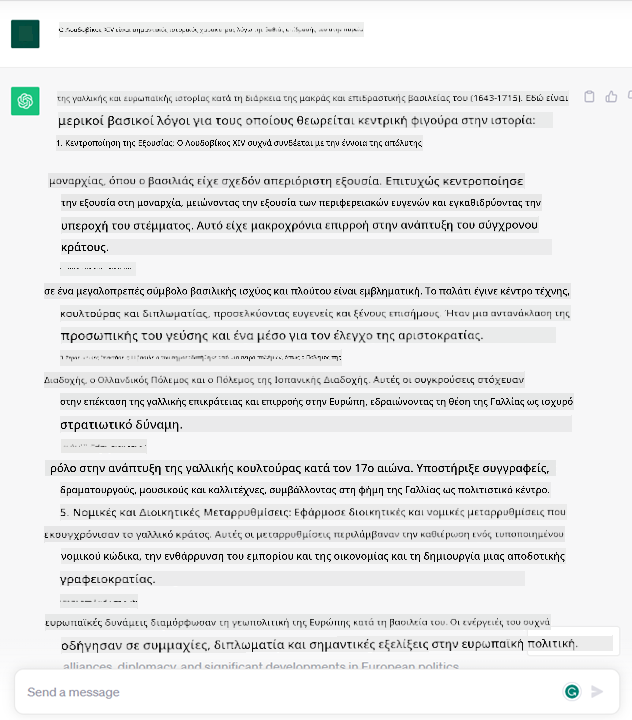 Ο Λουδοβίκος XIV είναι σημαντικός ιστορικός
της γαλλικής και ευρωπαϊκής ιστορίας κατά τη διάρκεια της μακράς και επιδραστικής βασιλείας του (1643-1715). Εδώ είναι
μερικοί βασικοί λόγοι για τους οποίους θεωρείται κεντρική φιγούρα στην ιστορία:
1. Κεντροποίηση της Εξουσίας: Ο Λουδοβίκος XIV συχνά συνδέεται με την έννοια της απόλυτης
μοναρχίας, όπου ο βασιλιάς είχε σχεδόν απεριόριστη εξουσία. Επιτυχώς κεντροποίησε
την εξουσία στη μοναρχία, μειώνοντας την εξουσία των περιφερειακών ευγενών και εγκαθιδρύοντας την
υπεροχή του στέμματος. Αυτό είχε μακροχρόνια επιρροή στην ανάπτυξη του σύγχρονου
κράτους.
σε ένα μεγαλοπρεπές σύμβολο βασιλικής ισχύος και πλούτου είναι εμβληματική. Το παλάτι έγινε κέντρο τέχνης,
κουλτούρας και διπλωματίας, προσελκύοντας ευγενείς και ξένους επισήμους. Ήταν μια αντανάκλαση της
προσωπικής του γεύσης και ένα μέσο για τον έλεγχο της αριστοκρατίας.
Διαδοχής, ο Ολλανδικός Πόλεμος και ο Πόλεμος της Ισπανικής Διαδοχής. Αυτές οι συγκρούσεις στόχευαν
στην επέκταση της γαλλικής επικράτειας και επιρροής στην Ευρώπη, εδραιώνοντας τη θέση της Γαλλίας ως ισχυρό
στρατιωτικό δύναμη.
ρόλο στην ανάπτυξη της γαλλικής κουλτούρας κατά τον 17ο αιώνα. Υποστήριξε συγγραφείς,
δραματουργούς, μουσικούς και καλλιτέχνες, συμβάλλοντας στη φήμη της Γαλλίας ως πολιτιστικό κέντρο.
5. Νομικές και Διοικητικές Μεταρρυθμίσεις: Εφάρμοσε διοικητικές και νομικές μεταρρυθμίσεις που
εκσυγχρόνισαν το γαλλικό κράτος. Αυτές οι μεταρρυθμίσεις περιλάμβαναν την καθιέρωση ενός τυποποιημένου
νομικού κώδικα, την ενθάρρυνση του εμπορίου και της οικονομίας και τη δημιουργία μιας αποδοτικής
γραφειοκρατίας.
ευρωπαϊκές δυνάμεις διαμόρφωσαν τη γεωπολιτική της Ευρώπης κατά τη βασιλεία του. Οι ενέργειές του συχνά
οδήγησαν σε συμμαχίες, διπλωματία και σημαντικές εξελίξεις στην ευρωπαϊκή πολιτική.
alliances, diplomacy, and significant developments in European politics.
Send a message